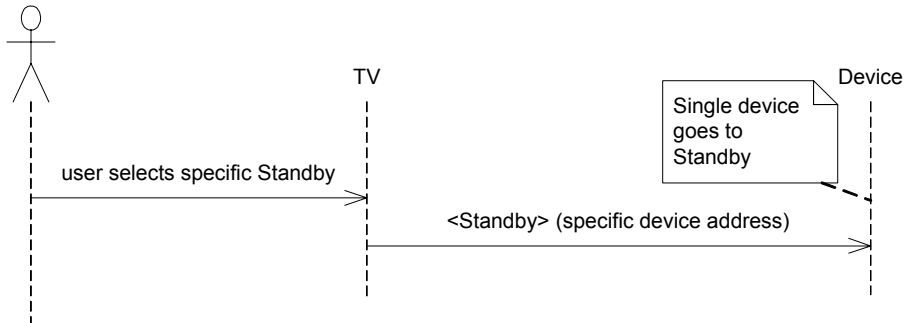 TV
Device
Single device
goes to
Standby
user selects specific Standby
<Standby> (specific device address)